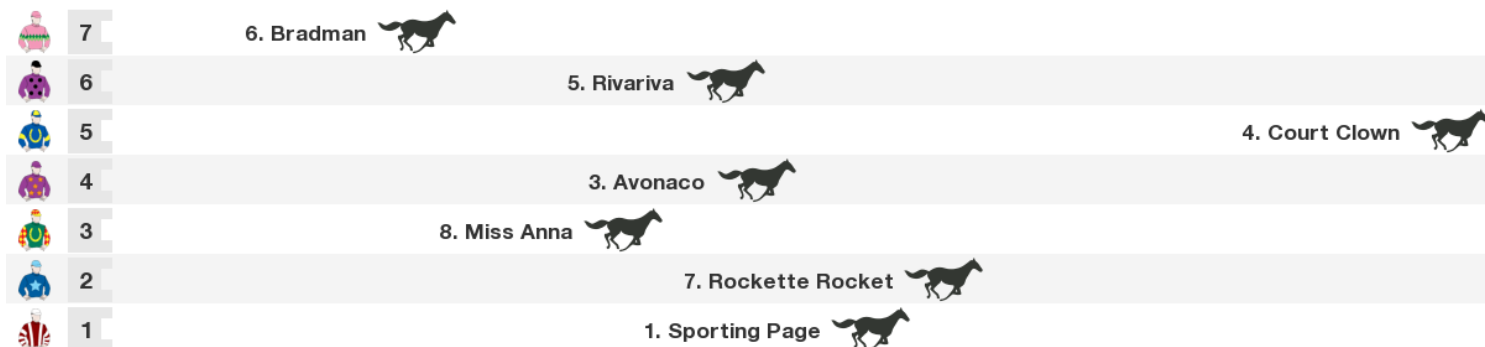 7 6. Bradman
6 5. Rivariva
5 4. Court Clown
4 3. Avonaco
3 8. Miss Anna
2 7. Rockette Rocket
1 1. Sporting Page